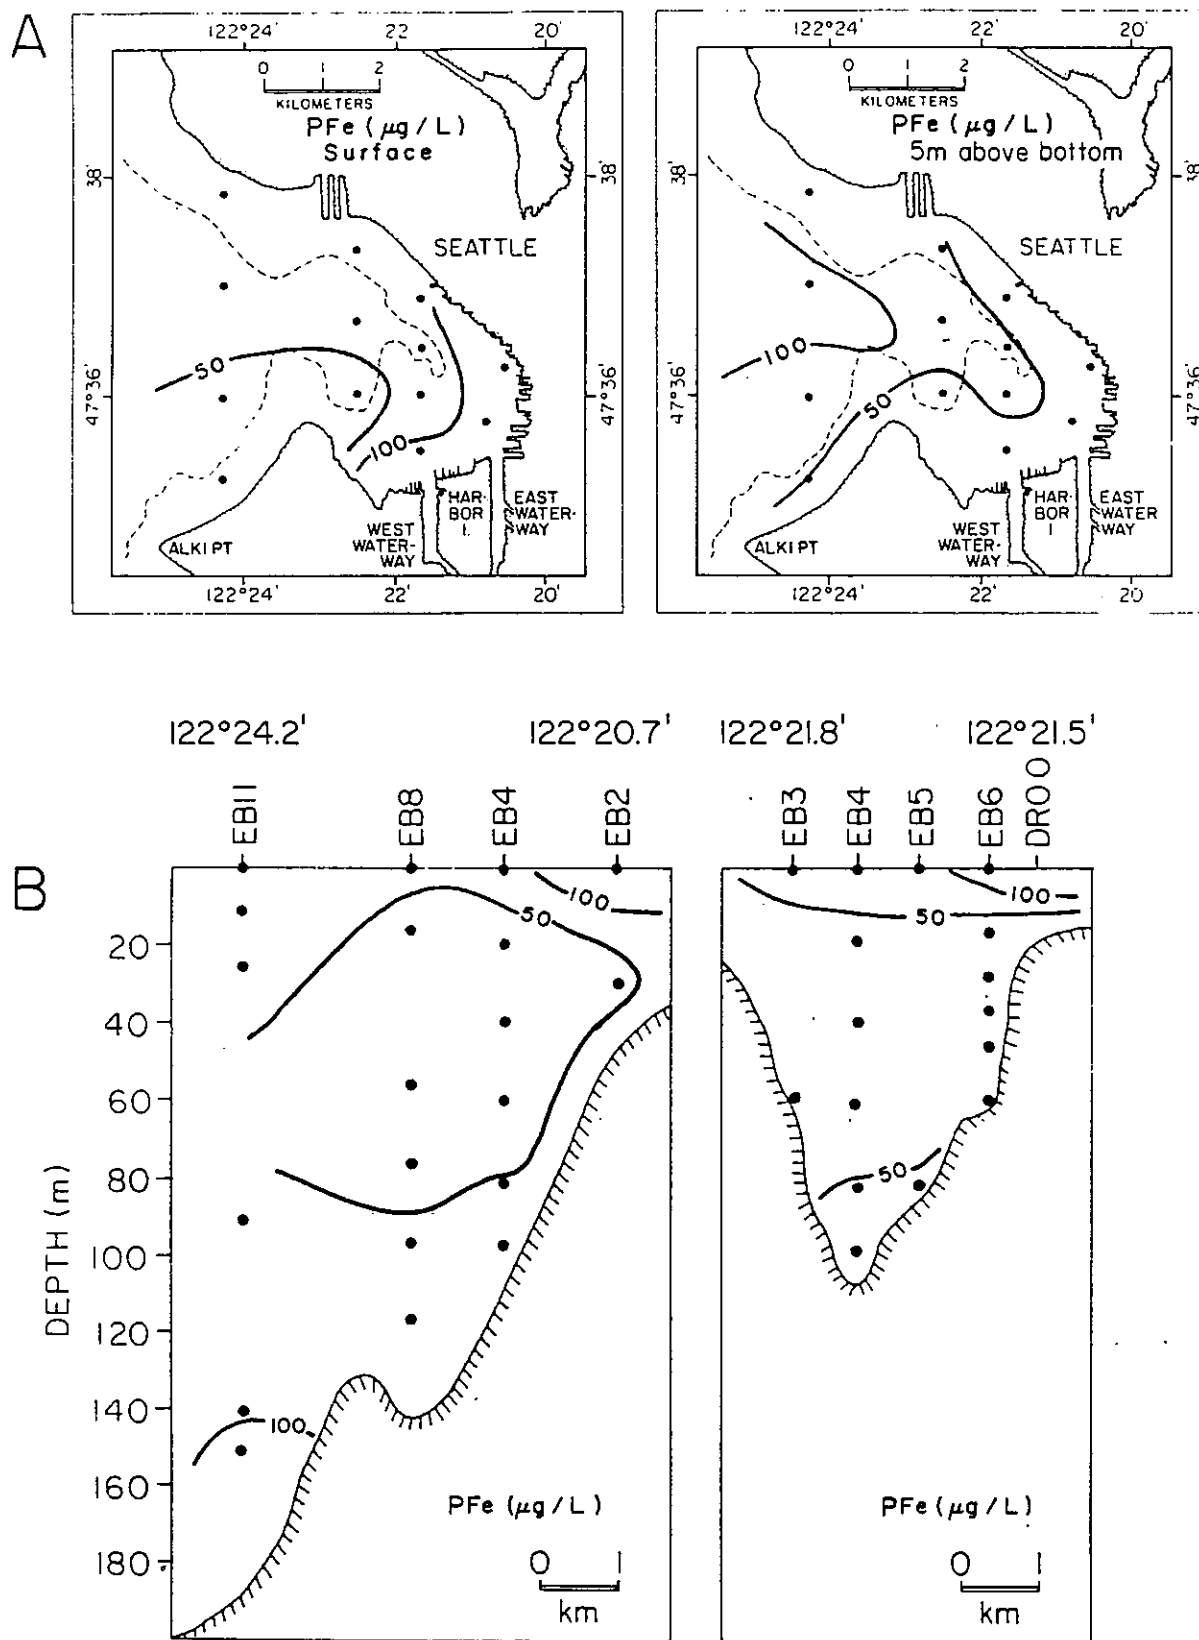 A
122°24' 22' 20'
0 1 2
KILOMETERS
PFe (μg/L)
Surface
38'
38'
SEATTLE
50
47°36'
47°36'
100
HAR-
BOR
I.
EAST
WATER-
WAY
WEST
WATER-
WAY
ALKI PT
122°24' 22' 20'
122°24' 22' 20'
0 1 2
KILOMETERS
PFe (μg/L)
5m above bottom
38'
38'
SEATTLE
100
50
47°36'
47°36'
HAR-
BOR
I
EAST
WATER
WAY
WEST
WATER-
WAY
ALKI PT
122°24' 22' 20'
B
122°24.2' 122°20.7'
EB11 EB8 EB4 EB2
100
50
20
40
60
80
100
120
140
160
180
DEPTH (m)
100
PFe (μg/L)
0 1
km
122°21.8' 122°21.5'
EB3 EB4 EB5 EB6 DR00
100
50
50
PFe (μg/L)
0 1
km